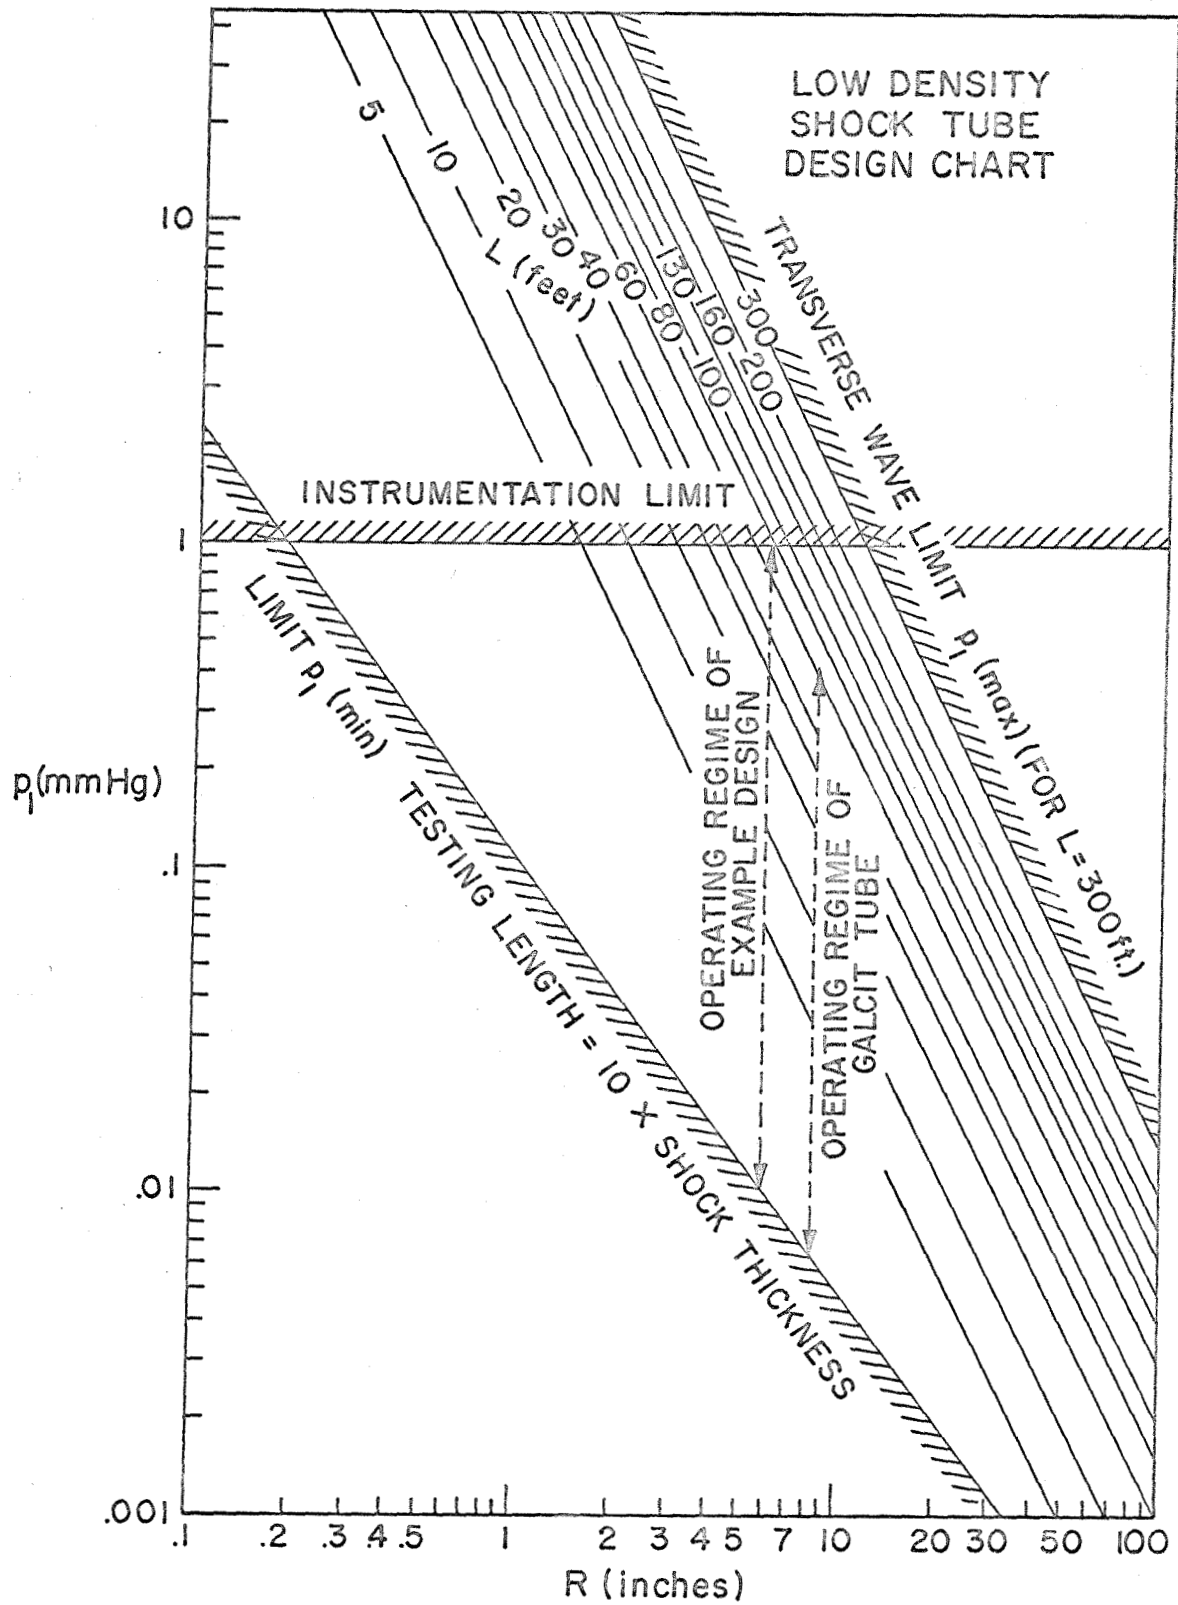 LOW DENSITY
SHOCK TUBE
DESIGN CHART
5
10
20
30
40
60
80
100
130
160
200
300
L (feet)
TRANSVERSE WAVE LIMIT p₁ (max) (FOR L = 300 ft.)
INSTRUMENTATION LIMIT
LIMIT p₁ (min) TESTING LENGTH = 10 X SHOCK THICKNESS
OPERATING REGIME OF
EXAMPLE DESIGN
OPERATING REGIME OF
GALCIT TUBE
10
1
.1
.01
.001
p₁(mmHg)
.1 .2 .3 .4 .5 1 2 3 4 5 7 10 20 30 50 100
R (inches)